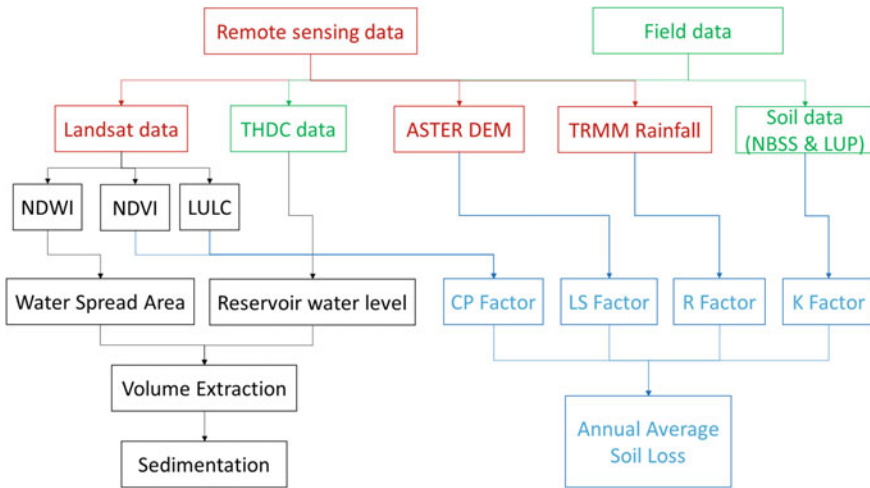 Remote sensing data
Field data
Landsat data
THDC data
ASTER DEM
TRMM Rainfall
Soil data
(NBSS & LUP)
NDWI
NDVI
LULC
Water Spread Area
Reservoir water level
CP Factor
LS Factor
R Factor
K Factor
Volume Extraction
Annual Average
Soil Loss
Sedimentation